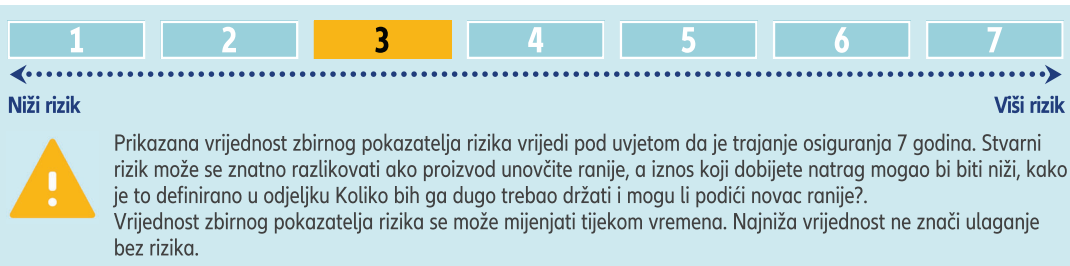 1 2 3 4 5 6 7
Niži rizik Viši rizik
Prikazana vrijednost zbirnog pokazatelja rizika vrijedi pod uvjetom da je trajanje osiguranja 7 godina. Stvarni
rizik može se znatno razlikovati ako proizvod unovčite ranije, a iznos koji dobijete natrag mogao bi biti niži, kako
je to definirano u odjeljku Koliko bih ga dugo trebao držati i mogu li podići novac ranije?.
Vrijednost zbirnog pokazatelja rizika se može mijenjati tijekom vremena. Najniža vrijednost ne znači ulaganje
bez rizika.